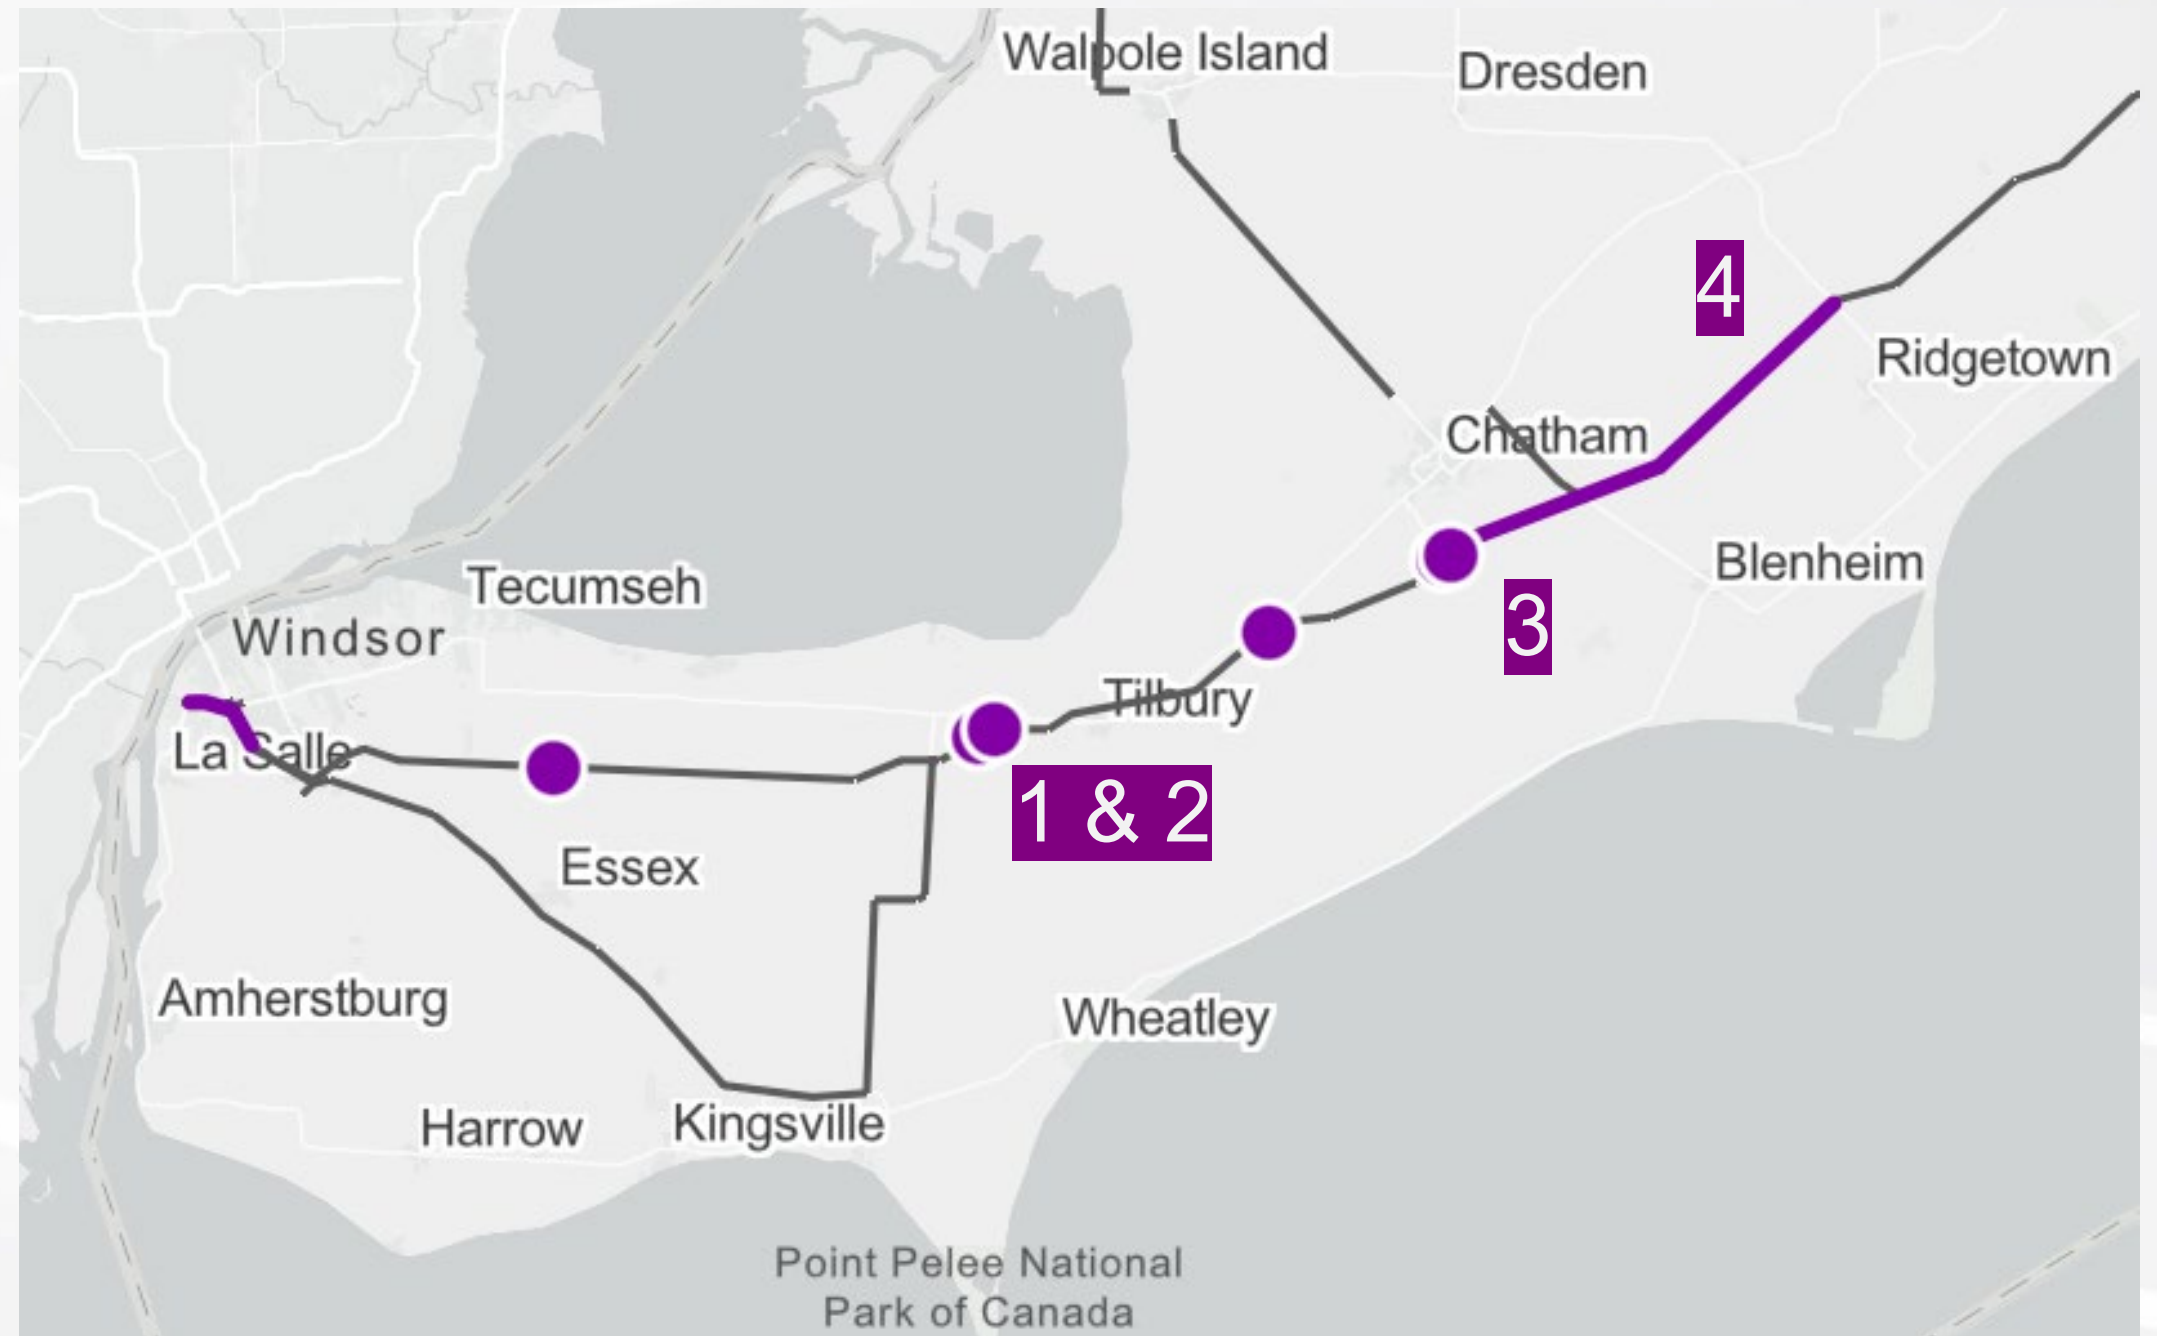 Walpole Island
Dresden
4
Ridgetown
Chatham
Blenheim
Tecumseh
3
Windsor
Tilbury
La Salle
1 & 2
Essex
Amherstburg
Wheatley
Harrow
Kingsville
Point Pelee National
Park of Canada